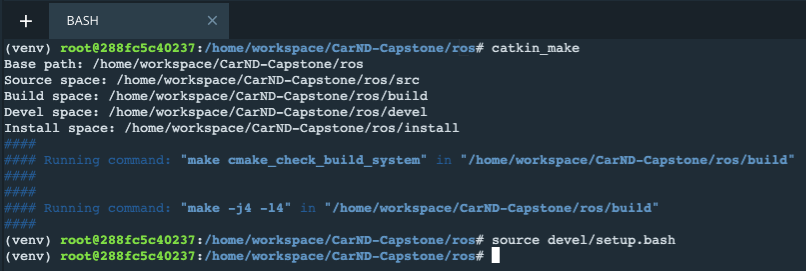 + BASH ×
(venv) root@288fc5c40237:/home/workspace/CarND-Capstone/ros# catkin_make
Base path: /home/workspace/CarND-Capstone/ros
Source space: /home/workspace/CarND-Capstone/ros/src
Build space: /home/workspace/CarND-Capstone/ros/build
Devel space: /home/workspace/CarND-Capstone/ros/devel
Install space: /home/workspace/CarND-Capstone/ros/install
####
#### Running command: "make cmake_check_build_system" in "/home/workspace/CarND-Capstone/ros/build"
####
####
#### Running command: "make -j4 -l4" in "/home/workspace/CarND-Capstone/ros/build"
####
(venv) root@288fc5c40237:/home/workspace/CarND-Capstone/ros# source devel/setup.bash
(venv) root@288fc5c40237:/home/workspace/CarND-Capstone/ros#